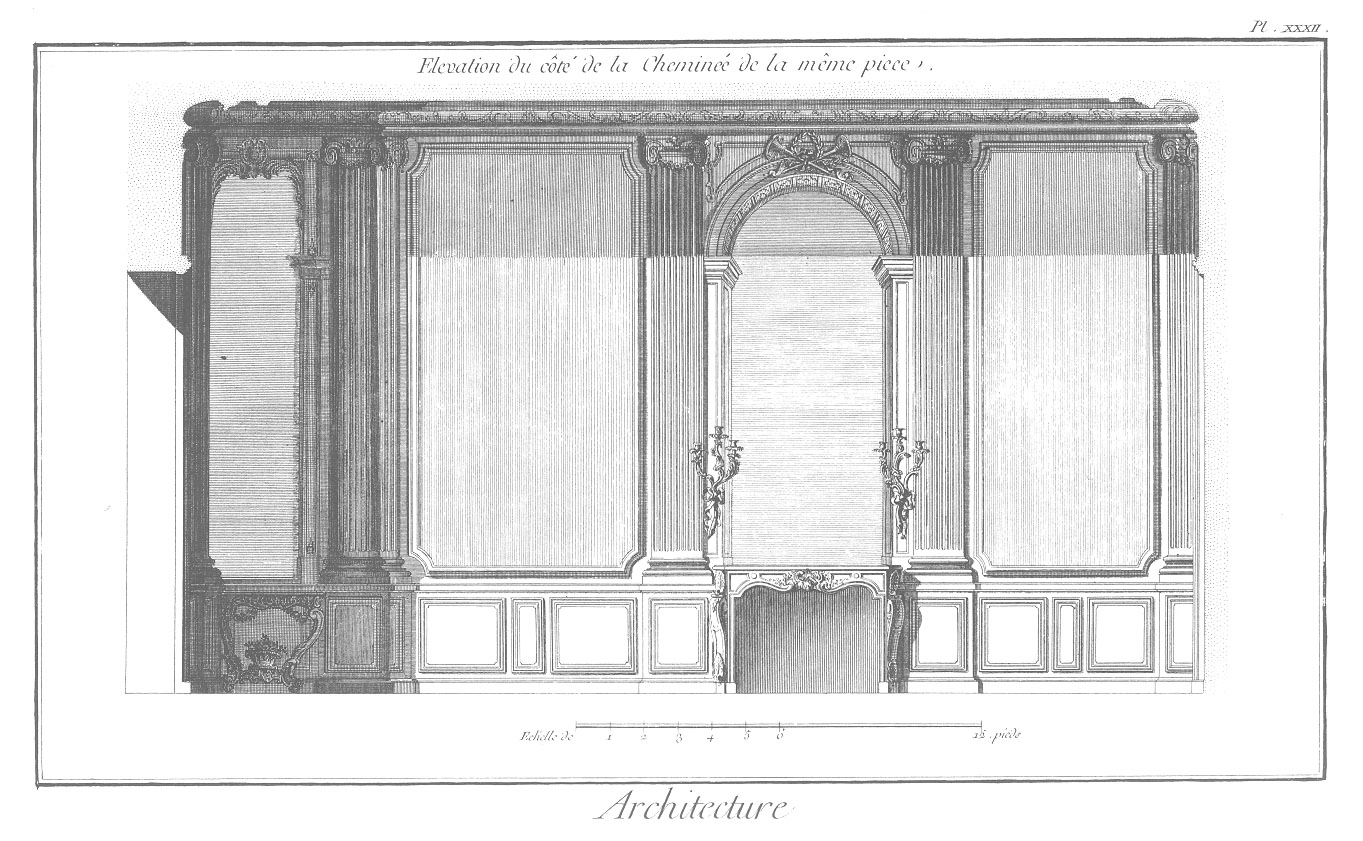 Pl. XXXII.
Elevation du côté de la Cheminée de la même piece.
Echelle de 1 2 3 4 5 6 12. pieds
Architecture